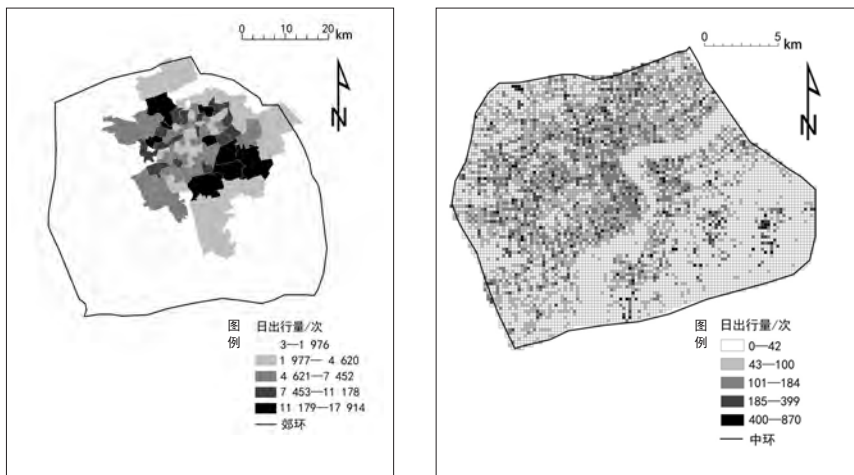 0 10 20
km
N
图例
日出行量/次
3—1 976
1 977— 4 620
4 621—7 452
7 453—11 178
11 179—17 914
郊环
0 5
km
N
图例
日出行量/次
0—42
43—100
101—184
185—399
400—870
中环